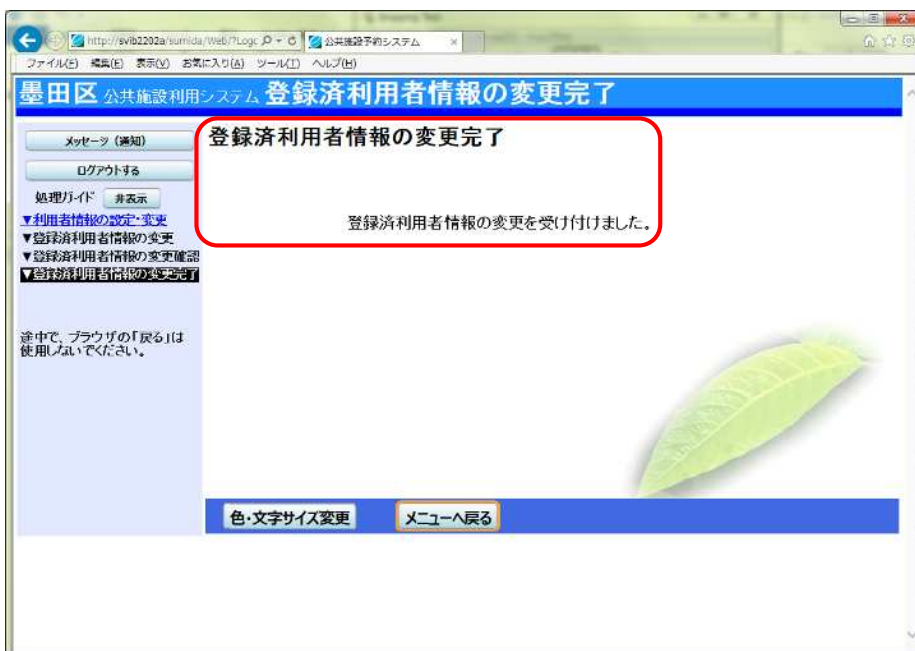 http://svib2202a/sumida/Web/?Logc
公共施設予約システム
ファイル(F) 編集(E) 表示(V) お気に入り(A) ツール(T) ヘルプ(H)
墨田区 公共施設利用システム 登録済利用者情報の変更完了
メッセージ (通知)
ログアウトする
処理ガイド 非表示
▼利用者情報の設定・変更
▼登録済利用者情報の変更
▼登録済利用者情報の変更確認
▼登録済利用者情報の変更完了
途中で、ブラウザの「戻る」は
使用しないでください。
登録済利用者情報の変更完了
登録済利用者情報の変更を受け付けました。
色・文字サイズ変更 メニューへ戻る